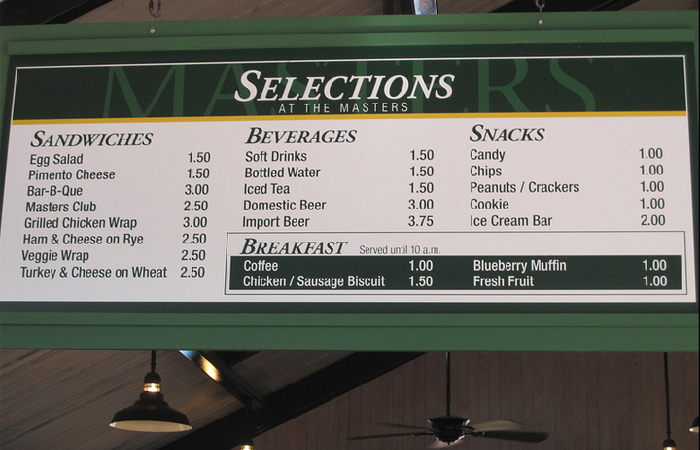 MASTERS
SELECTIONS
AT THE MASTERS
SANDWICHES
Egg Salad 1.50
Pimento Cheese 1.50
Bar-B-Que 3.00
Masters Club 2.50
Grilled Chicken Wrap 3.00
Ham & Cheese on Rye 2.50
Veggie Wrap 2.50
Turkey & Cheese on Wheat 2.50
BEVERAGES
Soft Drinks 1.50
Bottled Water 1.50
Iced Tea 1.50
Domestic Beer 3.00
Import Beer 3.75
SNACKS
Candy 1.00
Chips 1.00
Peanuts / Crackers 1.00
Cookie 1.00
Ice Cream Bar 2.00
BREAKFAST Served until 10 a.m.
Coffee 1.00 Blueberry Muffin 1.00
Chicken / Sausage Biscuit 1.50 Fresh Fruit 1.00